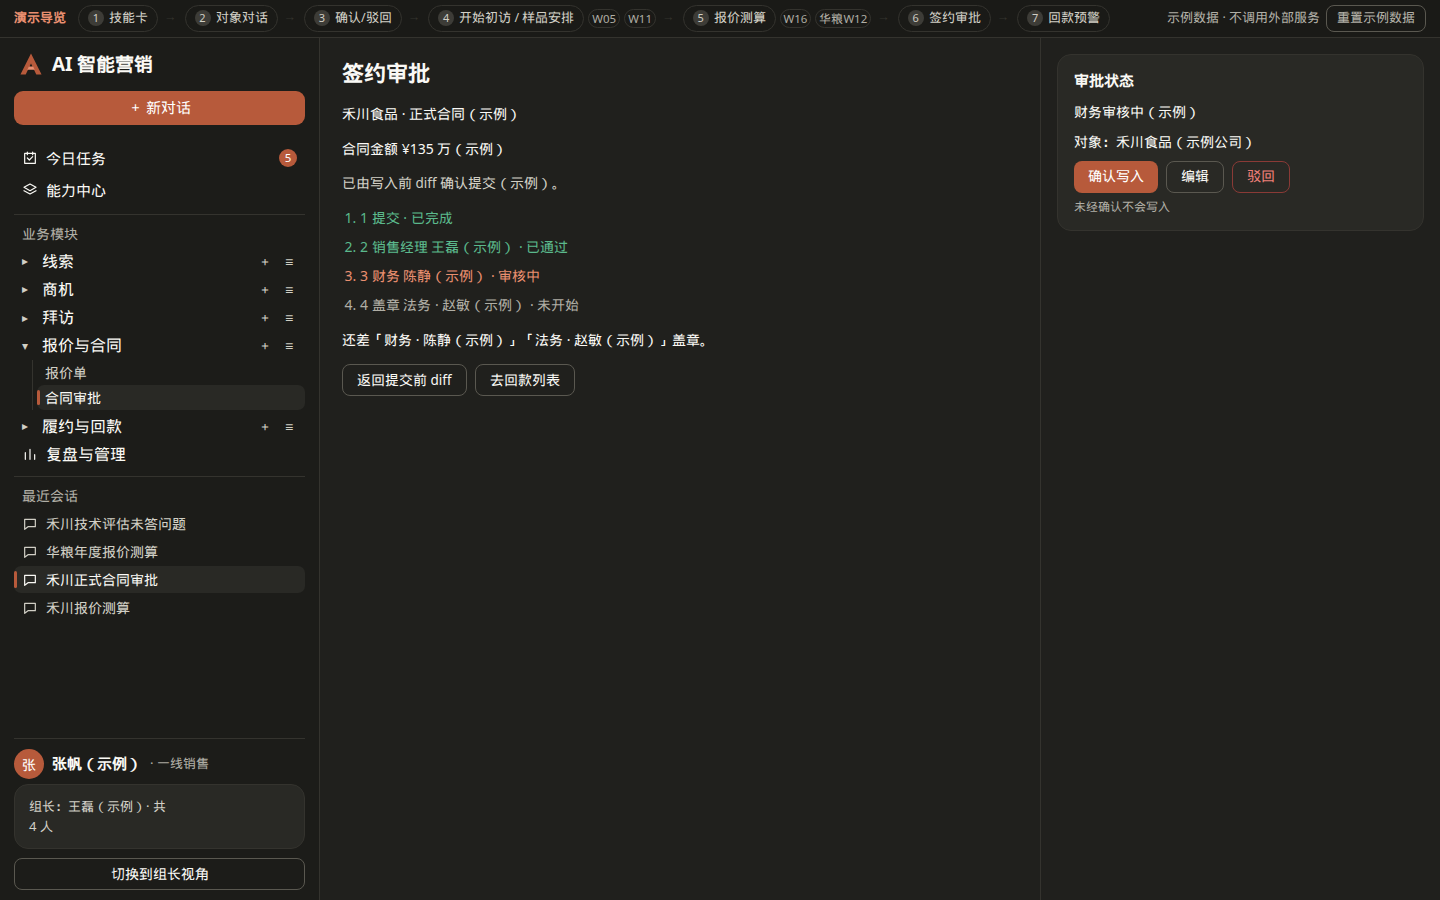 演示导览
1 技能卡
2 对象对话
3 确认/驳回
4 开始初访 / 样品安排
W05
W11
5 报价测算
W16
华粮W12
6 签约审批
7 回款预警
示例数据 · 不调用外部服务
重置示例数据
AI 智能营销
+ 新对话
今日任务 5
能力中心
业务模块
▸ 线索 + ≡
▸ 商机 + ≡
▸ 拜访 + ≡
▾ 报价与合同 + ≡
报价单
合同审批
▸ 履约与回款 + ≡
复盘与管理
最近会话
禾川技术评估未答问题
华粮年度报价测算
禾川正式合同审批
禾川报价测算
张 张帆（示例） · 一线销售
组长：王磊（示例）· 共
4 人
切换到组长视角
签约审批
禾川食品 · 正式合同（示例）
合同金额 ¥135 万（示例）
已由写入前 diff 确认提交（示例）。
1. 1 提交 · 已完成
2. 2 销售经理 王磊（示例） · 已通过
3. 3 财务 陈静（示例） · 审核中
4. 4 盖章 法务 · 赵敏（示例） · 未开始
还差「财务 · 陈静（示例）」「法务 · 赵敏（示例）」盖章。
返回提交前 diff
去回款列表
审批状态
财务审核中（示例）
对象：禾川食品（示例公司）
确认写入
编辑
驳回
未经确认不会写入